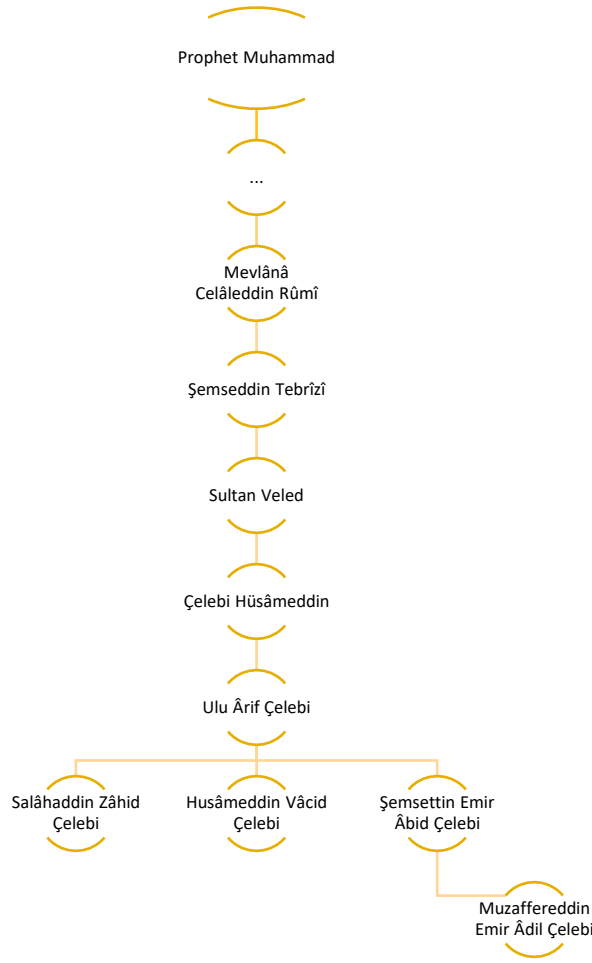 Prophet Muhammad
...
Mevlânâ
Celâleddin Rûmî
Şemseddin Tebrîzî
Sultan Veled
Çelebi Hüsâmeddin
Ulu Ârif Çelebi
Salâhaddin Zâhid
Çelebi
Husâmeddin Vâcid
Çelebi
Şemsettin Emir
Âbid Çelebi
Muzaffereddin
Emir Âdil Çelebi